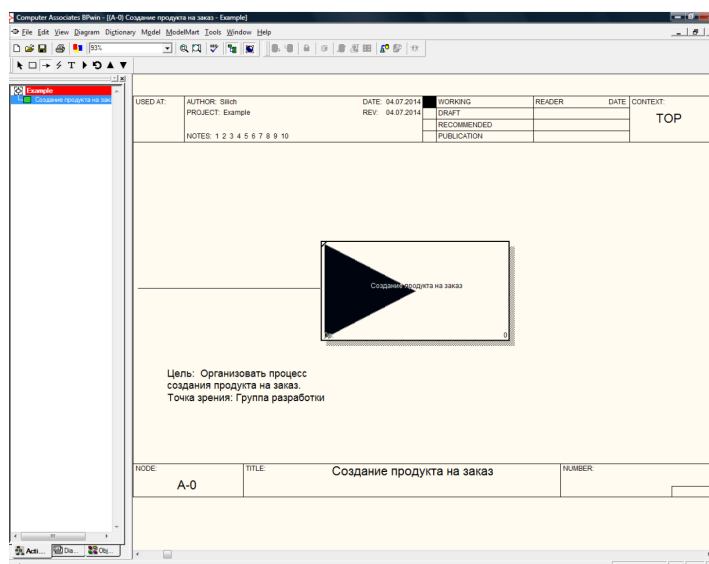 Computer Associates BPwin - [(A-0) Создание продукта на заказ - Example]
File Edit View Diagram Dictionary Model ModelMart Tools Window Help
93%
Example
Создание продукта на зак
USED AT:
AUTHOR: Silich
DATE: 04.07.2014
WORKING
READER
DATE
CONTEXT:
PROJECT: Example
REV: 04.07.2014
DRAFT
TOP
RECOMMENDED
NOTES: 1 2 3 4 5 6 7 8 9 10
PUBLICATION
Создание продукта на заказ
0р.
0
Цель: Организовать процесс
создания продукта на заказ.
Точка зрения: Группа разработки
NODE:
TITLE:
NUMBER:
A-0
Создание продукта на заказ
Acti...
Dia...
Obj...